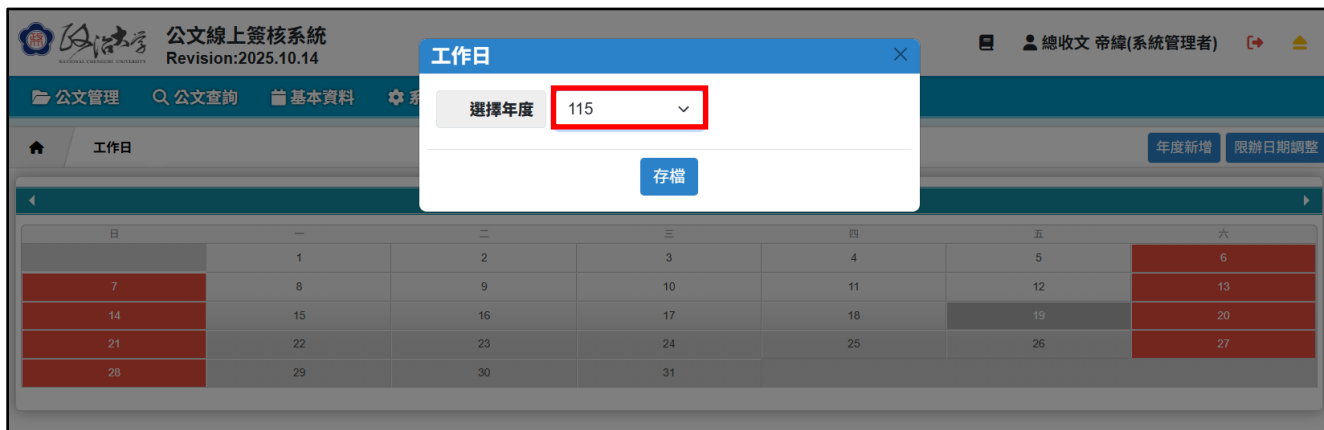 政治大學
NATIONAL CHENGCHI UNIVERSITY
公文線上簽核系統
Revision:2025.10.14
總收文 帝緯(系統管理者)
公文管理 公文查詢 基本資料 系
工作日
年度新增 限辦日期調整
工作日
選擇年度 115
存檔
日 一 二 三 四 五 六
1 2 3 4 5 6
7 8 9 10 11 12 13
14 15 16 17 18 19 20
21 22 23 24 25 26 27
28 29 30 31